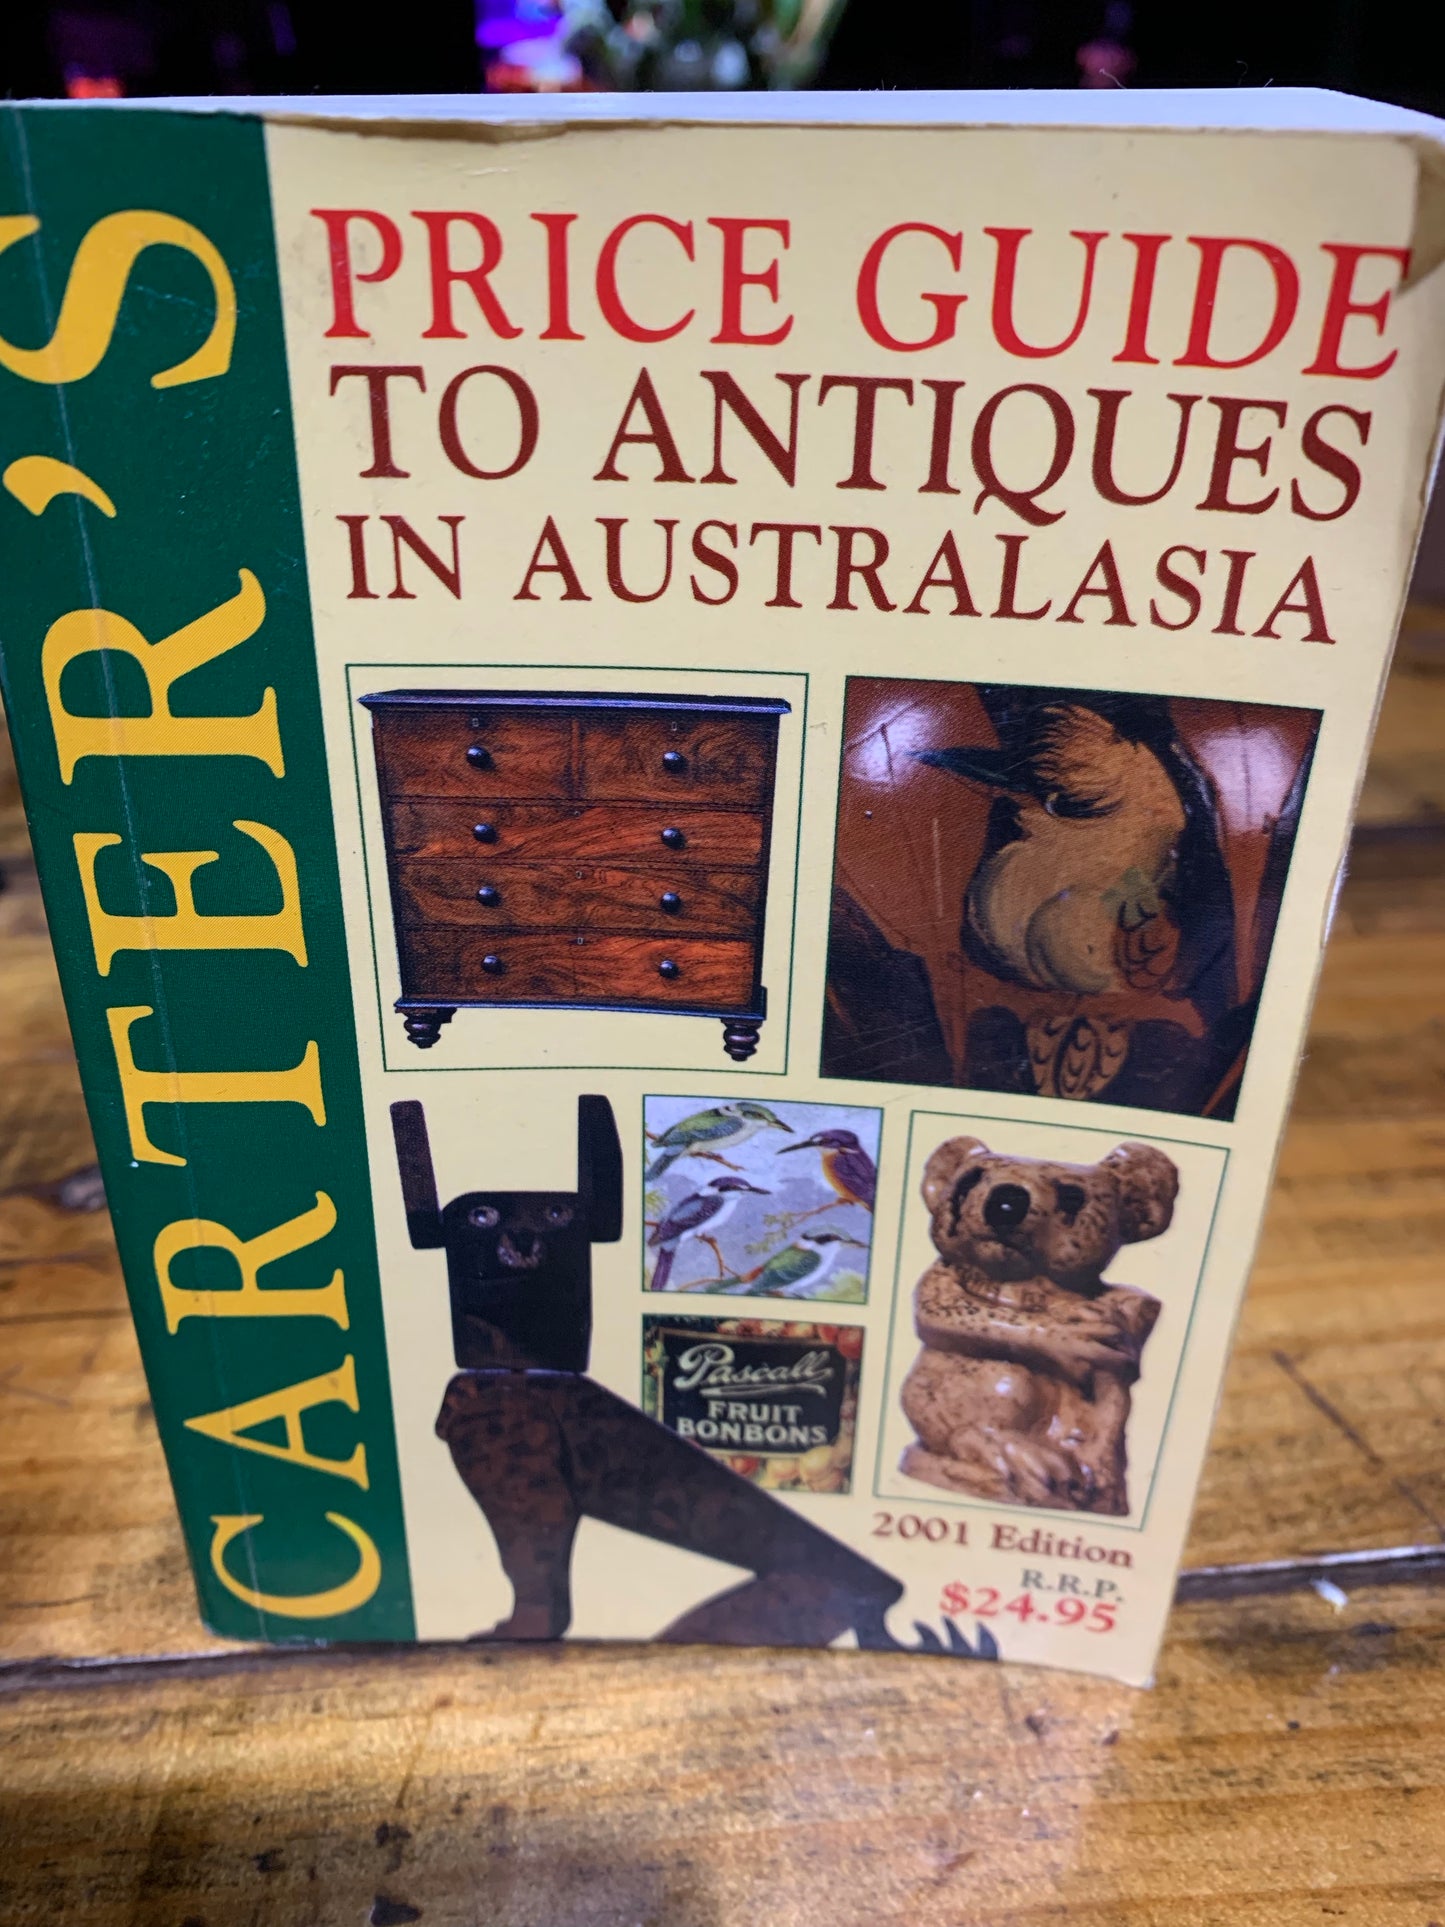 CARTER'S
PRICE GUIDE
TO ANTIQUES
IN AUSTRALASIA
Pascall
FRUIT
BONBONS
2001 Edition
R.R.P.
$24.95